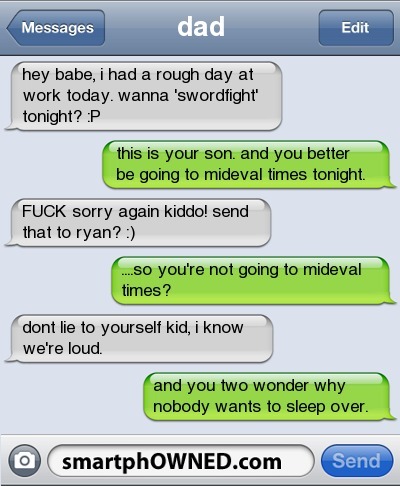 Messages
dad
Edit
hey babe, i had a rough day at
work today. wanna 'swordfight'
tonight? :P
this is your son. and you better
be going to mideval times tonight.
FUCK sorry again kiddo! send
that to ryan? :)
....so you're not going to mideval
times?
dont lie to yourself kid, i know
we're loud.
and you two wonder why
nobody wants to sleep over.
smartphOWNED.com
Send